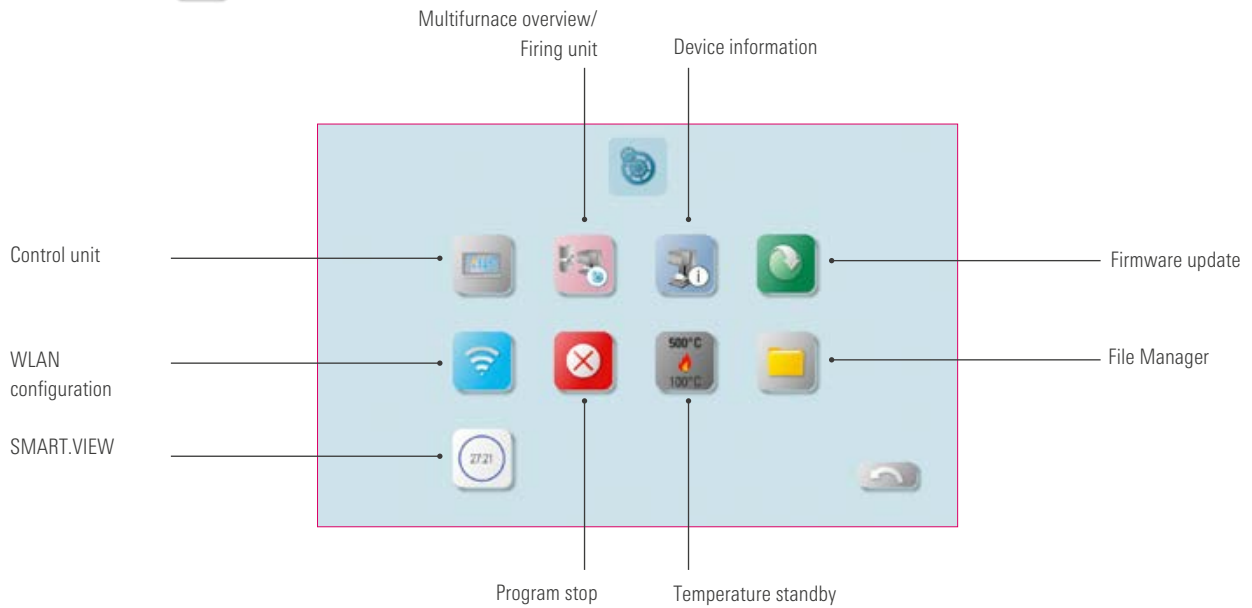 Multifurnace overview/
Firing unit
Device information
Control unit
Firmware update
WLAN
configuration
File Manager
SMART.VIEW
500°C
100°C
27:21
Program stop
Temperature standby